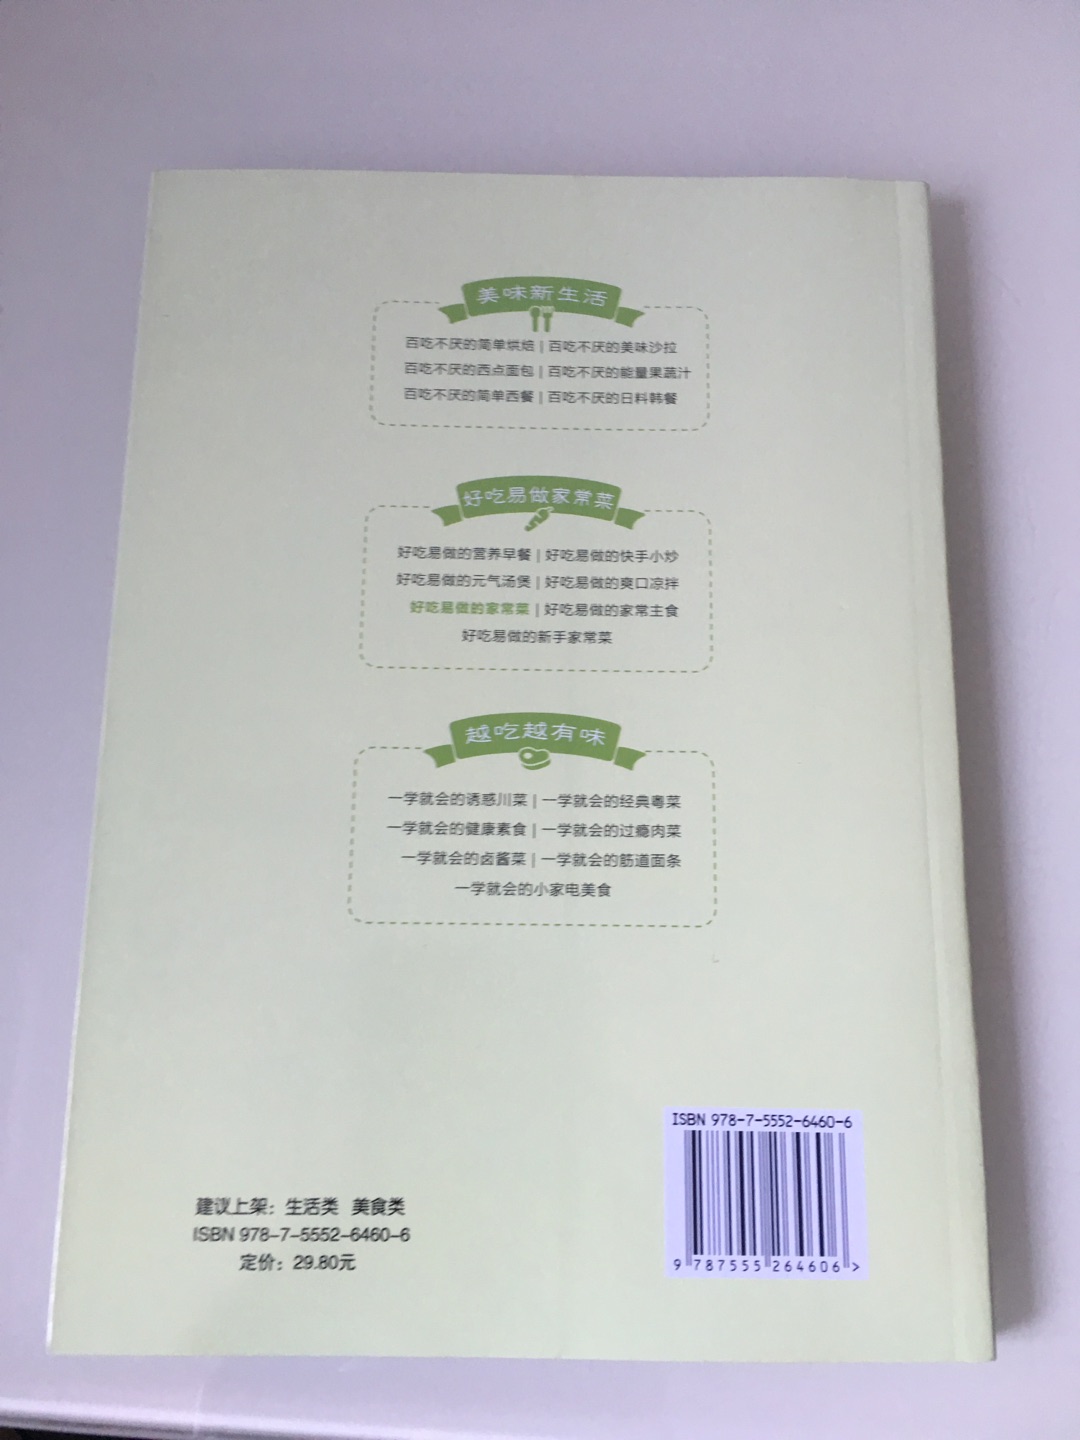 美味新生活
百吃不厌的简单烘焙 | 百吃不厌的美味沙拉
百吃不厌的西点面包 | 百吃不厌的能量果蔬汁
百吃不厌的简单西餐 | 百吃不厌的日料韩餐
好吃易做家常菜
好吃易做的营养早餐 | 好吃易做的快手小炒
好吃易做的元气汤煲 | 好吃易做的爽口凉拌
好吃易做的家常菜 | 好吃易做的家常主食
好吃易做的新手家常菜
越吃越有味
一学就会的诱惑川菜 | 一学就会的经典粤菜
一学就会的健康素食 | 一学就会的过瘾肉菜
一学就会的卤酱菜 | 一学就会的筋道面条
一学就会的小家电美食
ISBN 978-7-5552-6460-6
9 787555 264606 >
建议上架：生活类 美食类
ISBN 978-7-5552-6460-6
定价：29.80元